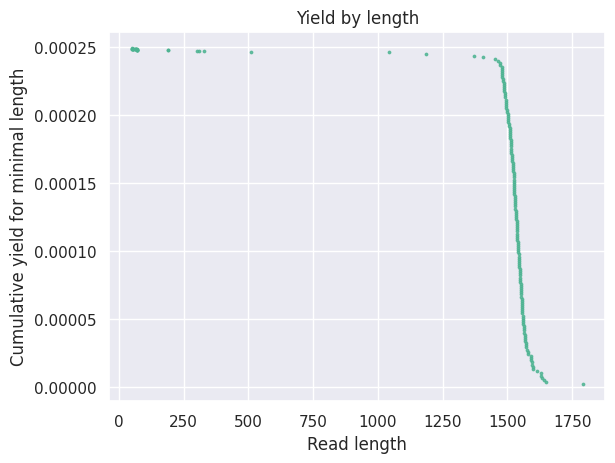 Yield by length
0.00025
0.00020
0.00015
0.00010
0.00005
0.00000
Cumulative yield for minimal length
0 250 500 750 1000 1250 1500 1750
Read length